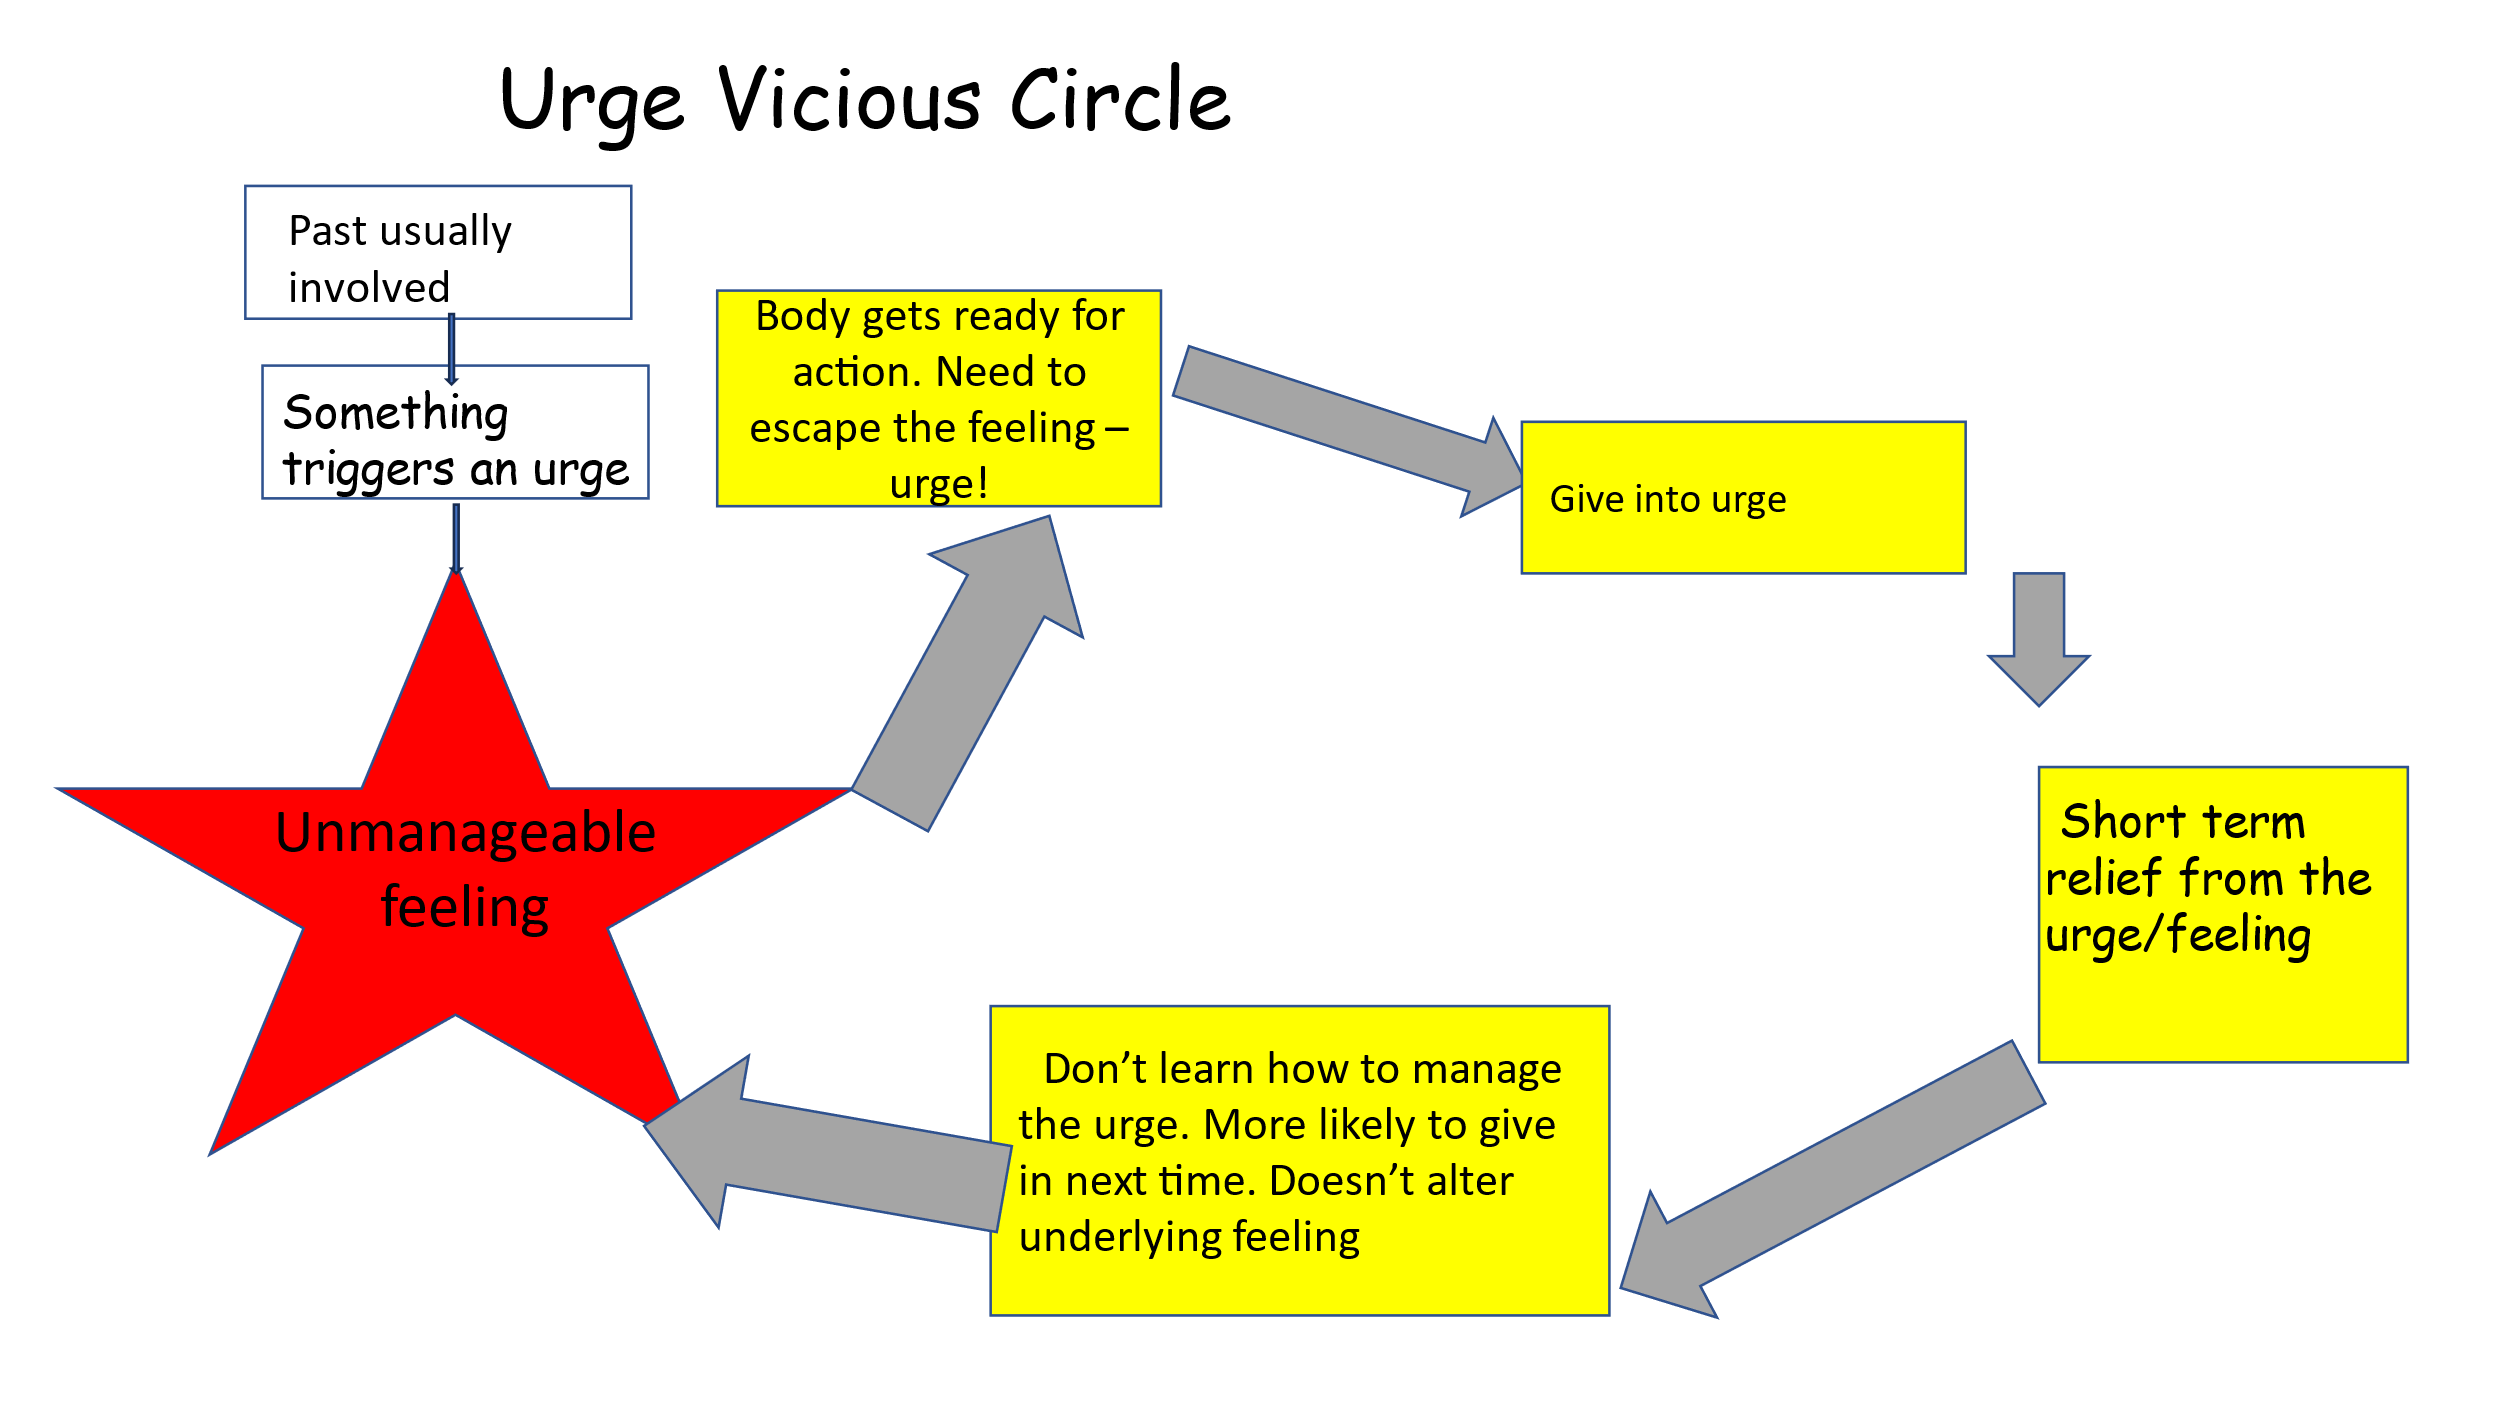 Urge Vicious Circle
Past usually
involved
Something
triggers an urge
Unmanageable
feeling
Body gets ready for
action. Need to
escape the feeling –
urge!
Give into urge
Short term
relief from the
urge/feeling
Don’t learn how to manage
the urge. More likely to give
in next time. Doesn’t alter
underlying feeling